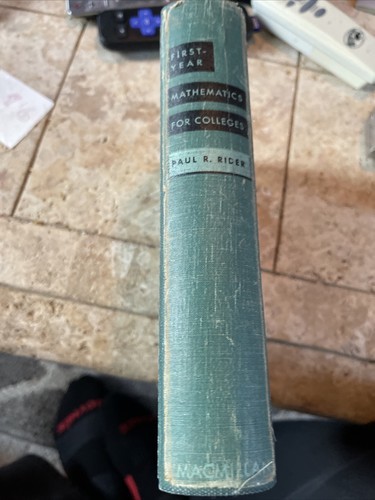 FIRST-
YEAR
MATHEMATICS
FOR COLLEGES
PAUL R. RIDER
MACMILLAN